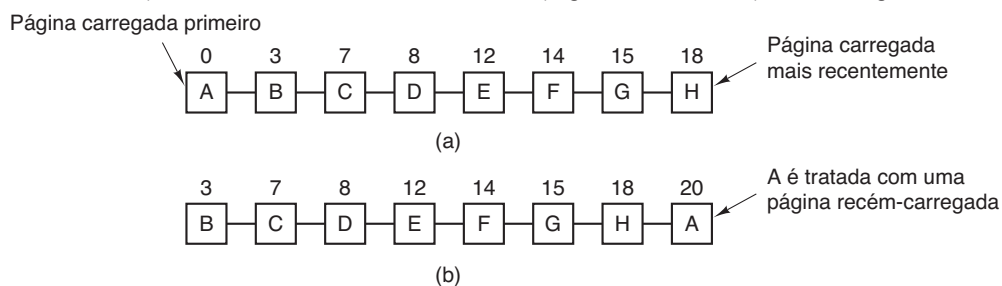 Página carregada primeiro
0 3 7 8 12 14 15 18
A B C D E F G H
Página carregada
mais recentemente
(a)
3 7 8 12 14 15 18 20
B C D E F G H A
A é tratada com uma
página recém-carregada
(b)